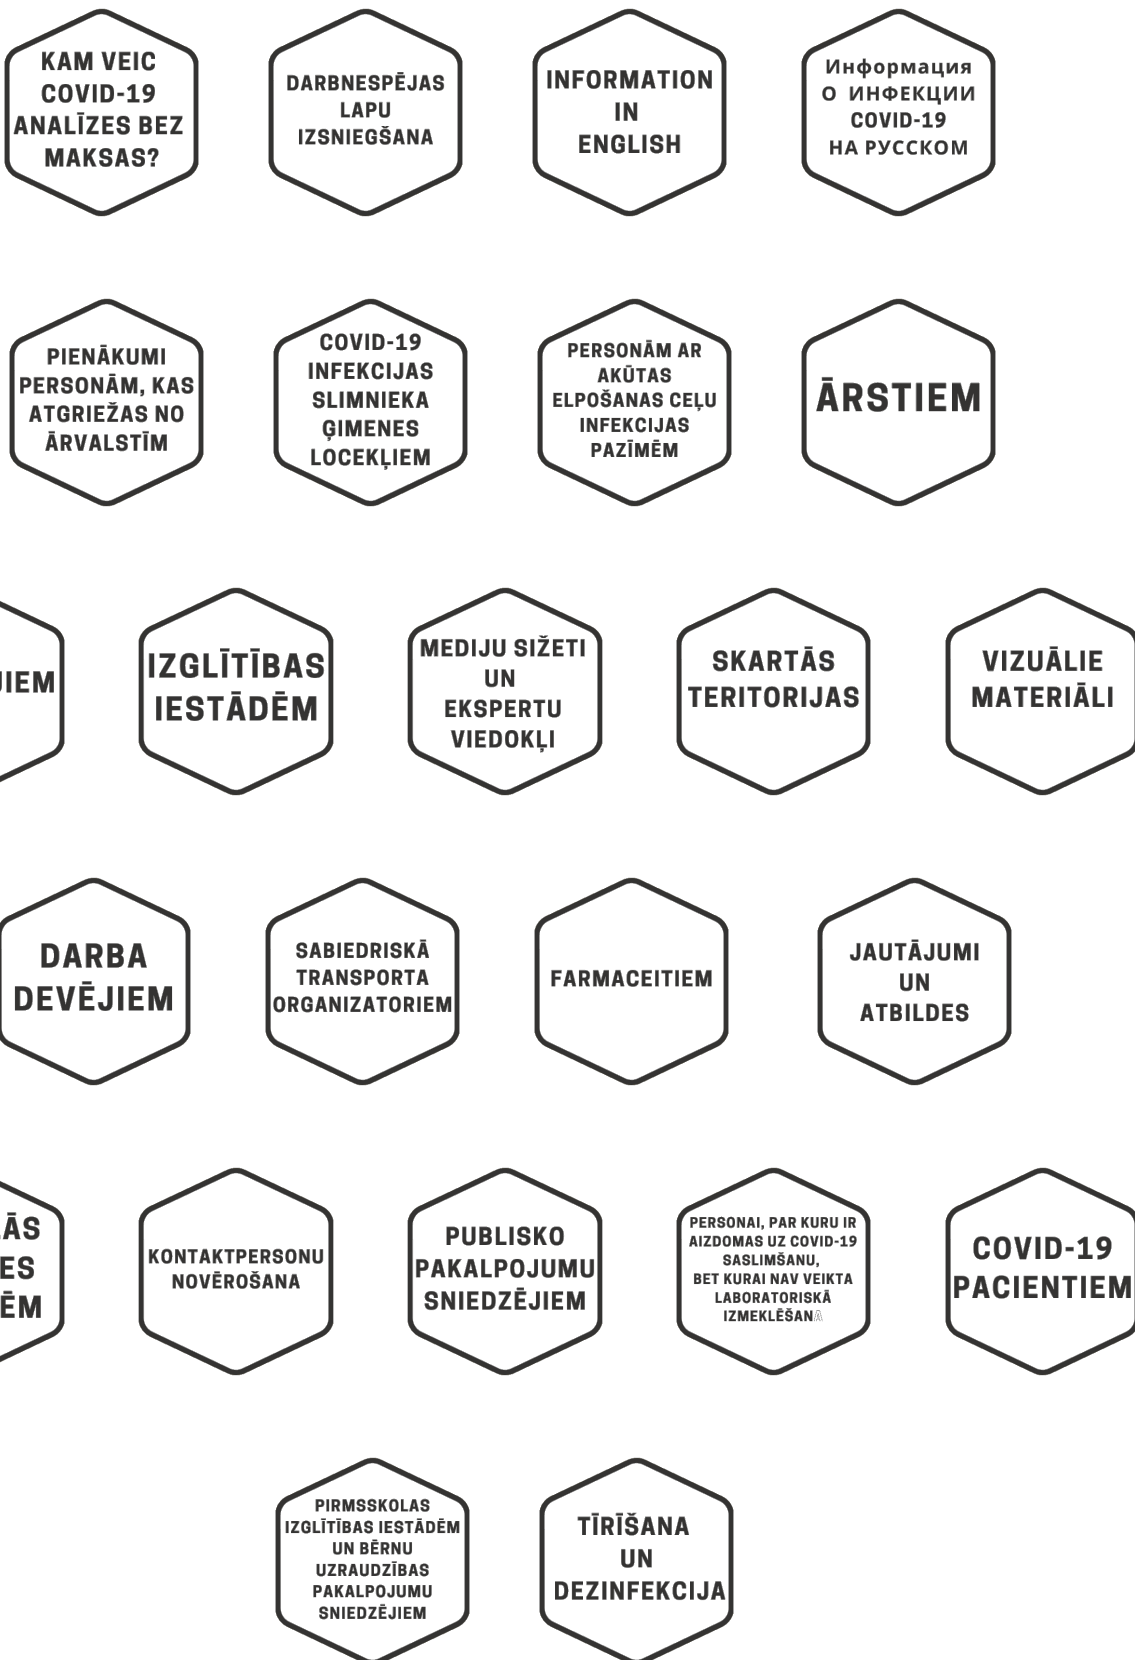 KAM VEIC
COVID-19
ANALĪZES BEZ
MAKSAS?
DARBNESPĒJAS
LAPU
IZSNIEGŠANA
INFORMATION
IN
ENGLISH
Информация
О ИНФЕКЦИИ
COVID-19
НА РУССКОМ
PIENĀKUMI
PERSONĀM, KAS
ATGRIEŽAS NO
ĀRVALSTĪM
COVID-19
INFEKCIJAS
SLIMNIEKA
ĢIMENES
LOCEKĻIEM
PERSONĀM AR
AKŪTAS
ELPOŠANAS CEĻU
INFEKCIJAS
PAZĪMĒM
ĀRSTIEM
IZGLĪTĪBAS
IESTĀDĒM
MEDIJU SIŽETI
UN
EKSPERTU
VIEDOKĻI
SKARTĀS
TERITORIJAS
VIZUĀLIE
MATERIĀLI
DARBA
DEVĒJIEM
SABIEDRISKĀ
TRANSPORTA
ORGANIZATORIEM
FARMACEITIEM
JAUTĀJUMI
UN
ATBILDES
ĀS
ES
ĒM
KONTAKTPERSONU
NOVĒROŠANA
PUBLISKO
PAKALPOJUMU
SNIEDZĒJIEM
PERSONAI, PAR KURU IR
AIZDOMAS UZ COVID-19
SASLIMŠANU,
BET KURAI NAV VEIKTA
LABORATORISKĀ
IZMEKLĒŠANA
COVID-19
PACIENTIEM
PIRMSSKOLAS
IZGLĪTĪBAS IESTĀDĒM
UN BĒRNU
UZRAUDZĪBAS
PAKALPOJUMU
SNIEDZĒJIEM
TĪRĪŠANA
UN
DEZINFEKCIJA